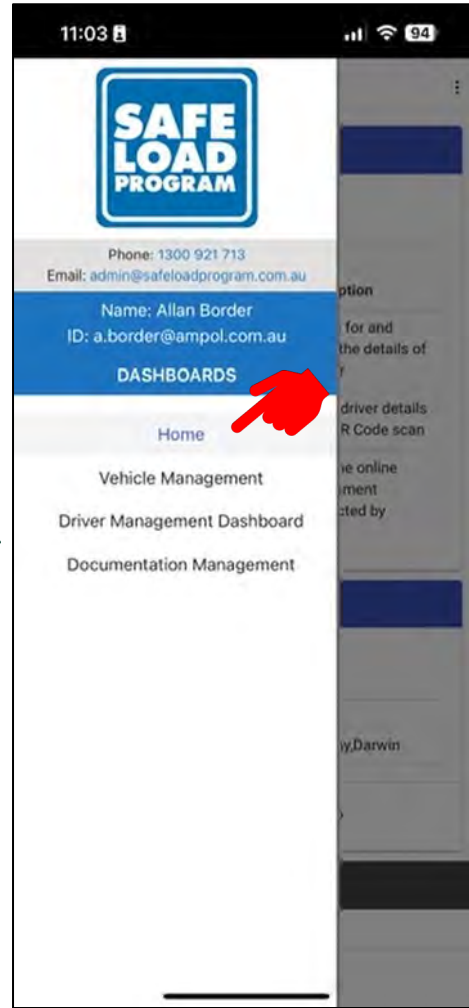 11:03
94
SAFE
LOAD
PROGRAM
Phone: 1300 921 713
Email: admin@safeloadprogram.com.au
Name: Allan Border
ID: a.border@ampol.com.au
DASHBOARDS
Home
Vehicle Management
Driver Management Dashboard
Documentation Management
ption
for and
the details of
driver details
R Code scan
ne online
ment
cted by
y,Darwin